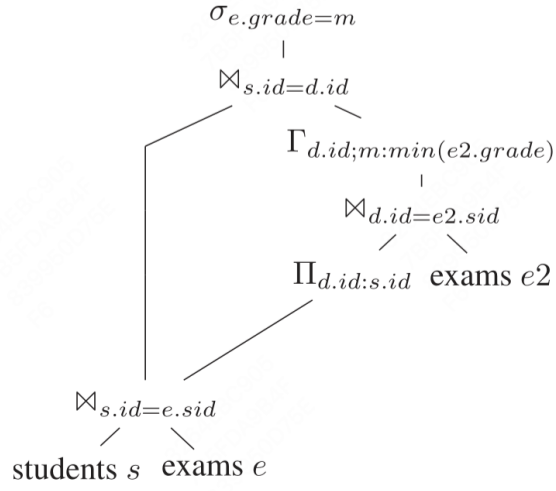 σ_{e.grade=m}
⋈_{s.id=d.id}
Γ_{d.id;m:min(e2.grade)}
⋈_{d.id=e2.sid}
Π_{d.id:s.id} exams e2
⋈_{s.id=e.sid}
students s exams e